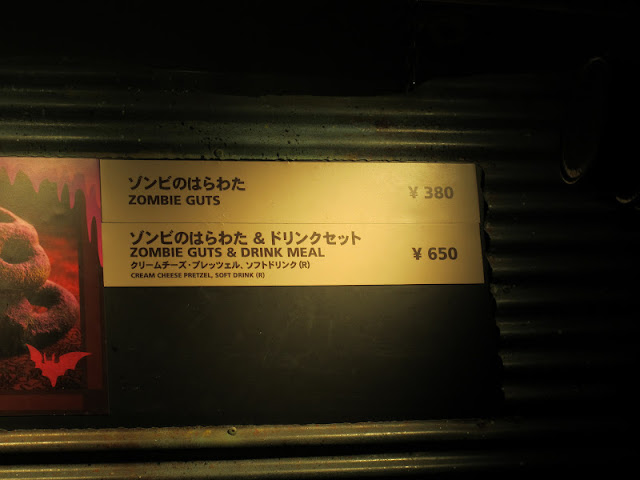 ゾンビのはらわた
ZOMBIE GUTS
¥ 380
ゾンビのはらわた & ドリンクセット
ZOMBIE GUTS & DRINK MEAL
¥ 650
クリームチーズ・プレッツェル、ソフトドリンク（R）
CREAM CHEESE PRETZEL, SOFT DRINK (R)